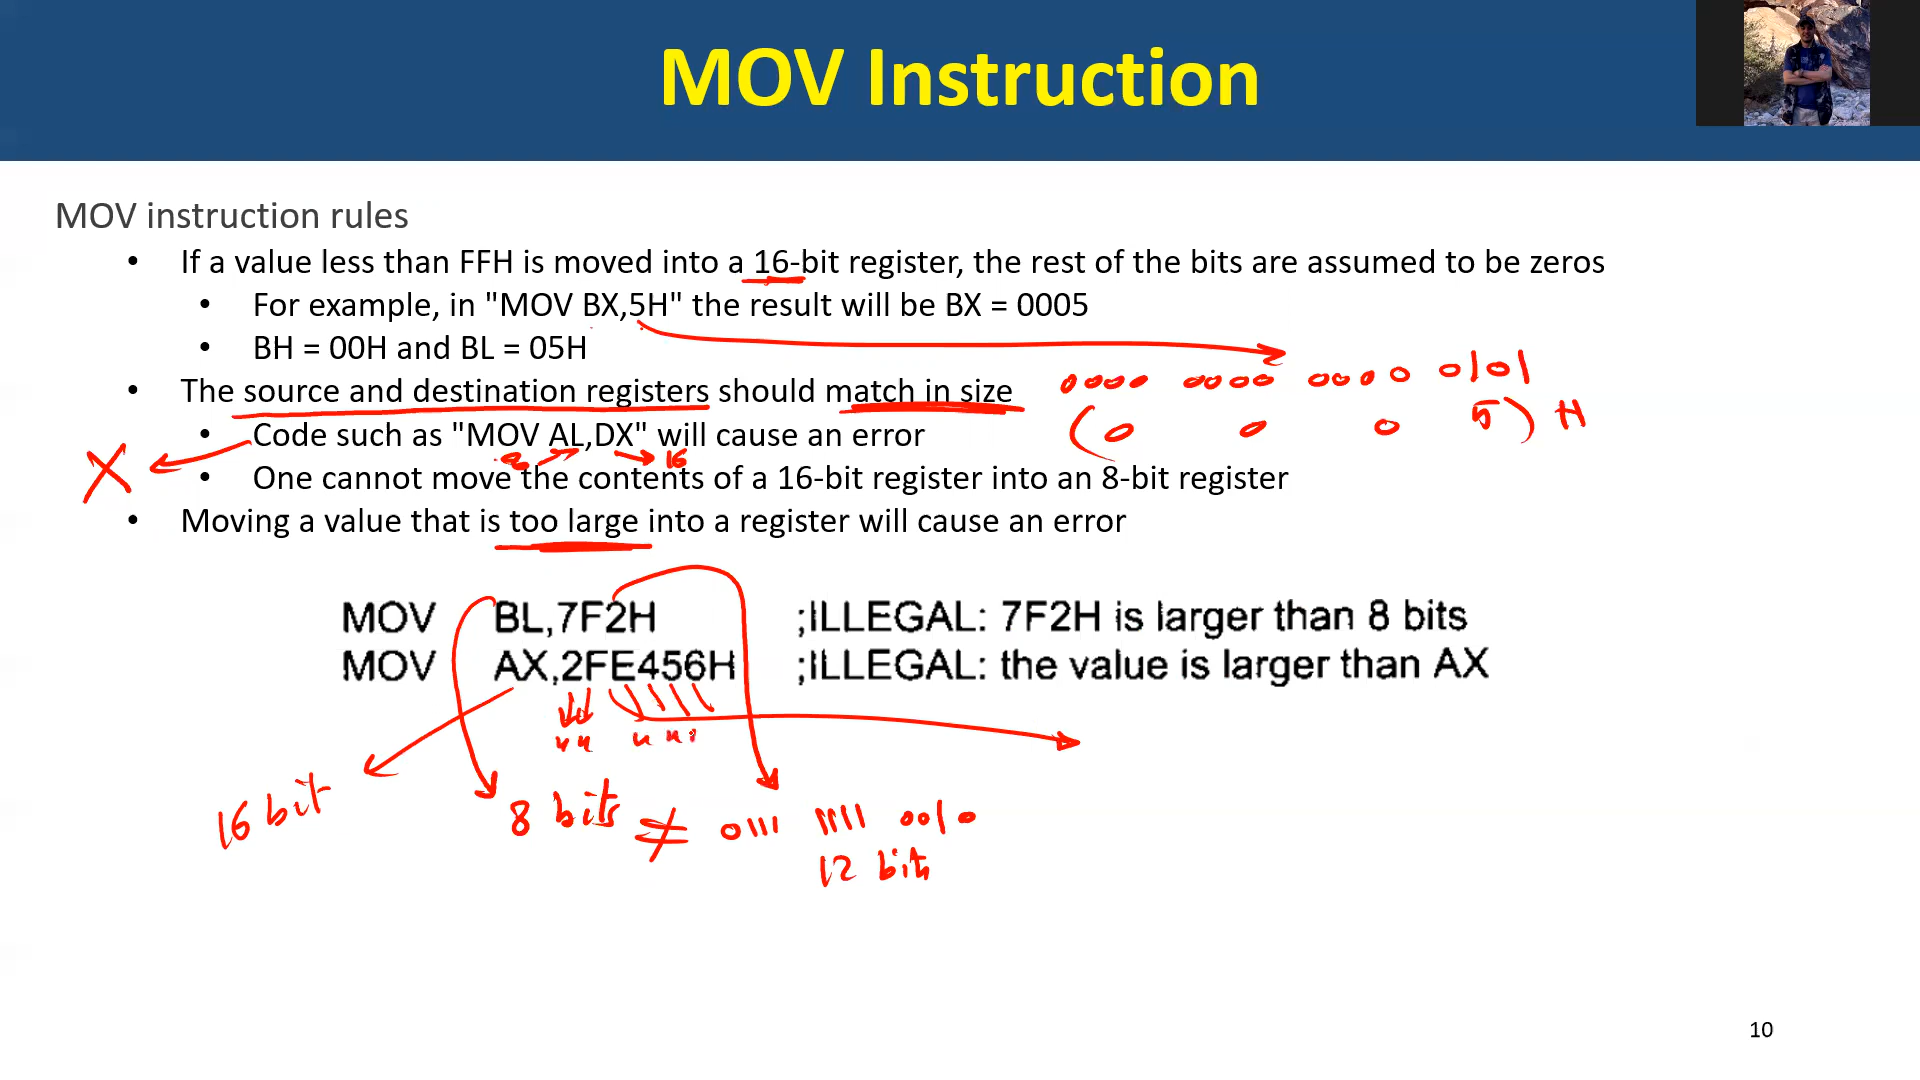 MOV Instruction
MOV instruction rules
• If a value less than FFH is moved into a 16-bit register, the rest of the bits are assumed to be zeros
• For example, in "MOV BX,5H" the result will be BX = 0005
• BH = 00H and BL = 05H
0000 0000 0000 0101
• The source and destination registers should match in size
(0 0 0 5) H
• Code such as "MOV AL,DX" will cause an error
X
8 16
• One cannot move the contents of a 16-bit register into an 8-bit register
• Moving a value that is too large into a register will cause an error
MOV BL,7F2H ;ILLEGAL: 7F2H is larger than 8 bits
MOV AX,2FE456H ;ILLEGAL: the value is larger than AX
16 bit
8 bits ≠ 0111 1111 0010
12 bit
10